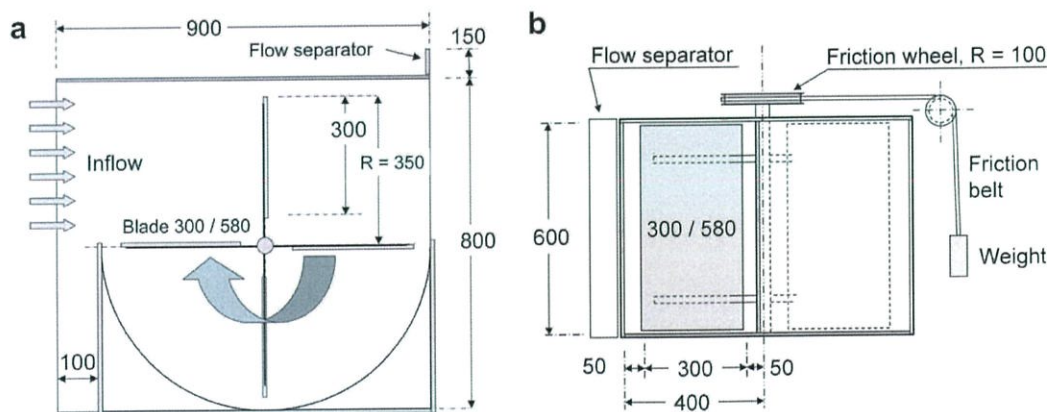 a
900
150
Flow separator
300
R = 350
Inflow
Blade 300 / 580
800
100
b
Flow separator
Friction wheel, R = 100
Friction
belt
300 / 580
600
Weight
50
300
50
400